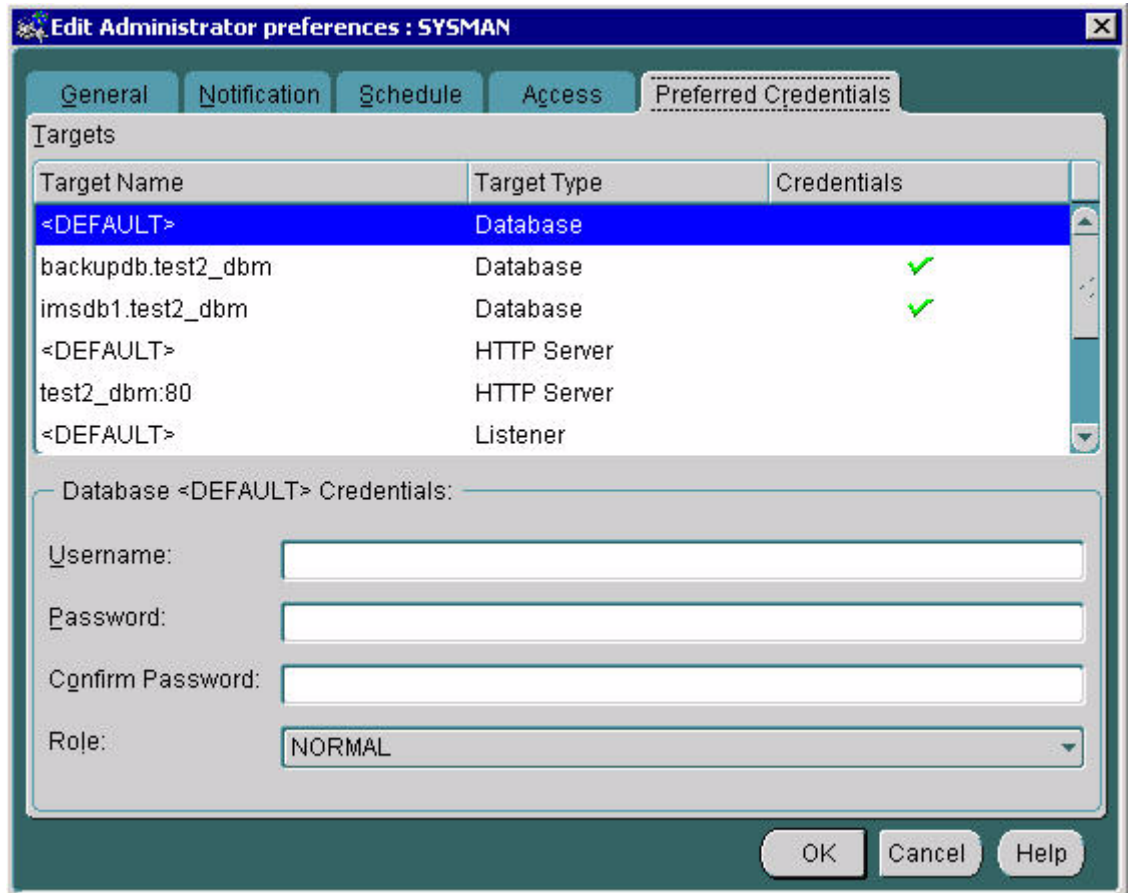 Edit Administrator preferences : SYSMAN
General Notification Schedule Access Preferred Credentials
Targets
Target Name Target Type Credentials
<DEFAULT> Database
backupdb.test2_dbm Database
imsdb1.test2_dbm Database
<DEFAULT> HTTP Server
test2_dbm:80 HTTP Server
<DEFAULT> Listener
Database <DEFAULT> Credentials:
Username:
Password:
Confirm Password:
Role: NORMAL
OK Cancel Help